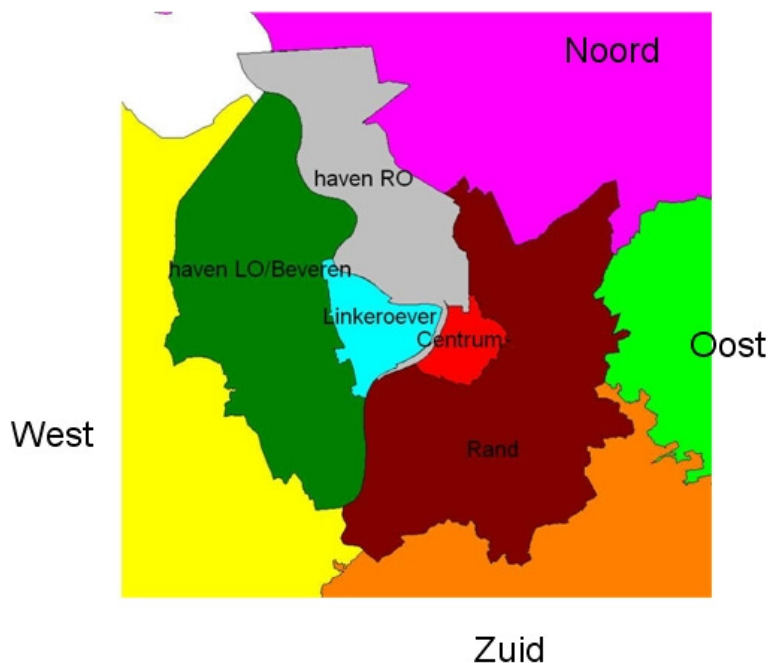 Noord
haven RO
haven LO/Beveren
Linkeroever
Centrum-
Oost
West
Rand
Zuid